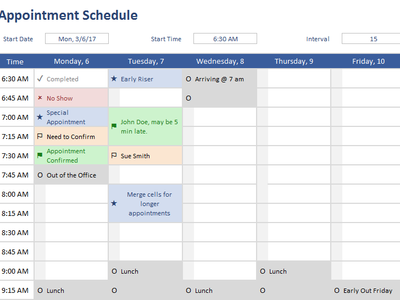 Appointment Schedule
Start Date Mon, 3/6/17 Start Time 6:30 AM Interval 15
Time Monday, 6 Tuesday, 7 Wednesday, 8 Thursday, 9 Friday, 10
6:30 AM ✓ Completed ★ Early Riser O Arriving @ 7 am
6:45 AM × No Show O
7:00 AM ★ Special
Appointment
John Doe, may be 5
min late.
7:15 AM Need to Confirm
7:30 AM Appointment
Confirmed
Sue Smith
7:45 AM O Out of the Office
8:00 AM ★ Merge cells for
longer
appointments
8:15 AM
8:30 AM
8:45 AM
9:00 AM O Lunch O Lunch
9:15 AM O Lunch O O Lunch O O Early Out Friday